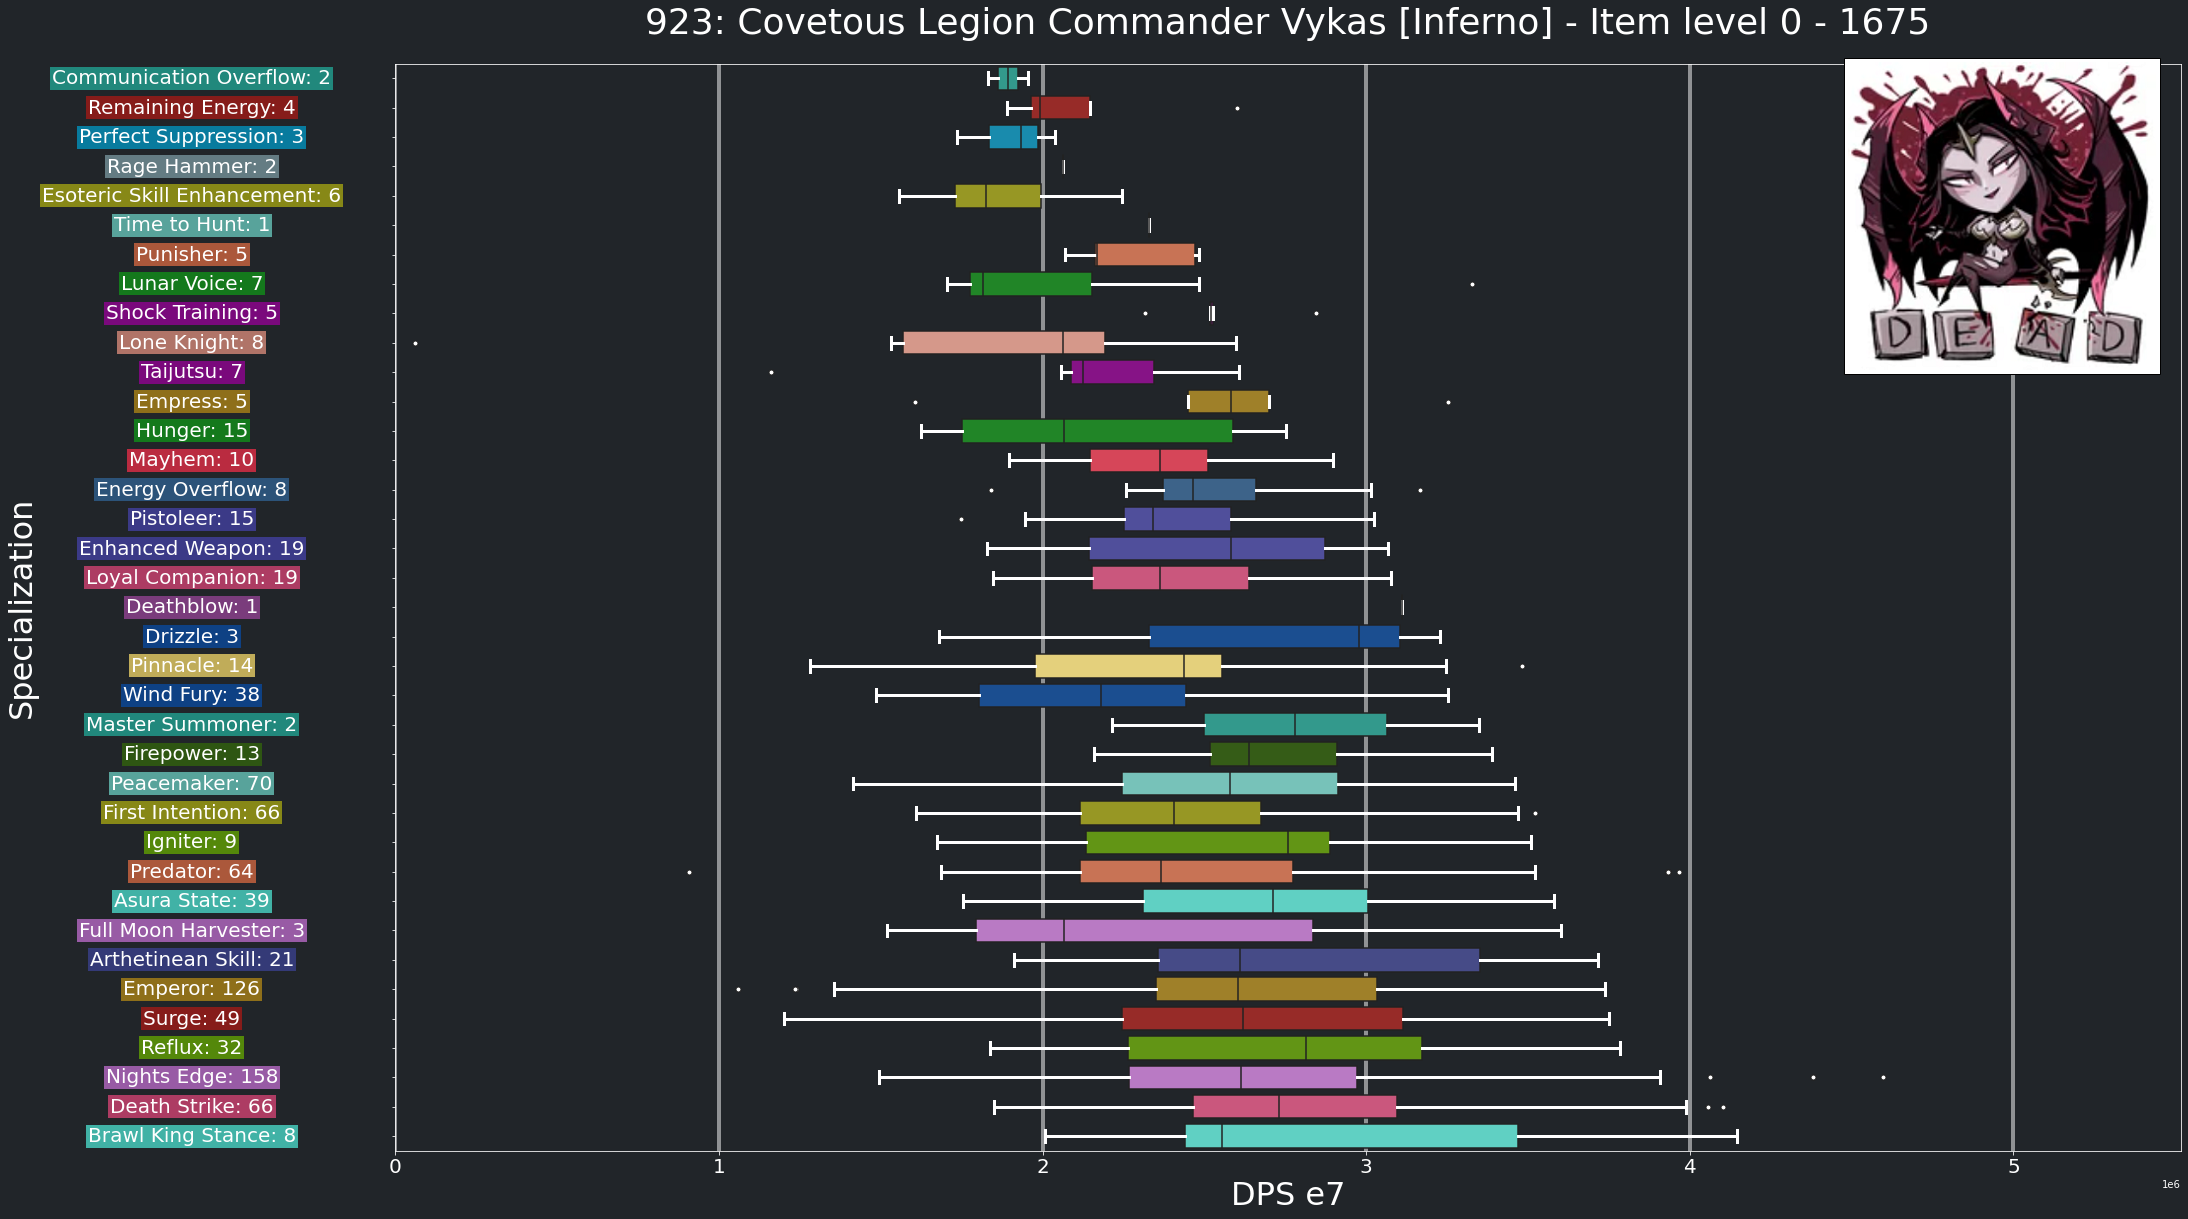 923: Covetous Legion Commander Vykas [Inferno] - Item level 0 - 1675
Communication Overflow: 2
Remaining Energy: 4
Perfect Suppression: 3
Rage Hammer: 2
Esoteric Skill Enhancement: 6
Time to Hunt: 1
Punisher: 5
Lunar Voice: 7
Shock Training: 5
Lone Knight: 8
Taijutsu: 7
Empress: 5
Hunger: 15
Mayhem: 10
Energy Overflow: 8
Pistoleer: 15
Enhanced Weapon: 19
Loyal Companion: 19
Deathblow: 1
Drizzle: 3
Pinnacle: 14
Wind Fury: 38
Master Summoner: 2
Firepower: 13
Peacemaker: 70
First Intention: 66
Igniter: 9
Predator: 64
Asura State: 39
Full Moon Harvester: 3
Arthetinean Skill: 21
Emperor: 126
Surge: 49
Reflux: 32
Nights Edge: 158
Death Strike: 66
Brawl King Stance: 8
Specialization
D E A D
0 1 2 3 4 5
DPS e7
1e6